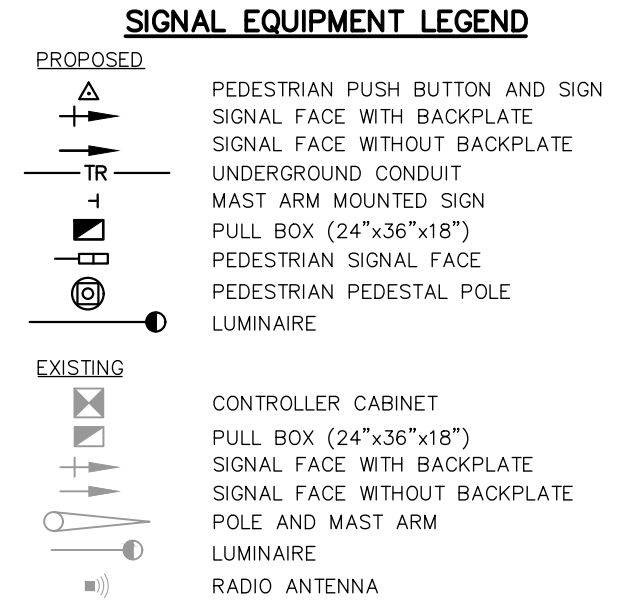 SIGNAL EQUIPMENT LEGEND
PROPOSED
PEDESTRIAN PUSH BUTTON AND SIGN
SIGNAL FACE WITH BACKPLATE
SIGNAL FACE WITHOUT BACKPLATE
TR UNDERGROUND CONDUIT
MAST ARM MOUNTED SIGN
PULL BOX (24”x36”x18”)
PEDESTRIAN SIGNAL FACE
PEDESTRIAN PEDESTAL POLE
LUMINAIRE
EXISTING
CONTROLLER CABINET
PULL BOX (24”x36”x18”)
SIGNAL FACE WITH BACKPLATE
SIGNAL FACE WITHOUT BACKPLATE
POLE AND MAST ARM
LUMINAIRE
RADIO ANTENNA